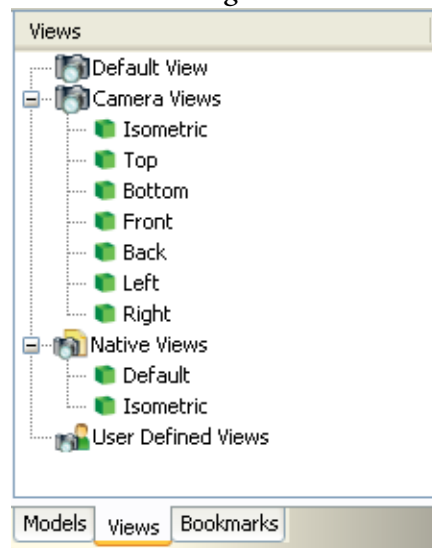 Views
Default View
Camera Views
Isometric
Top
Bottom
Front
Back
Left
Right
Native Views
Default
Isometric
User Defined Views
Models Views Bookmarks